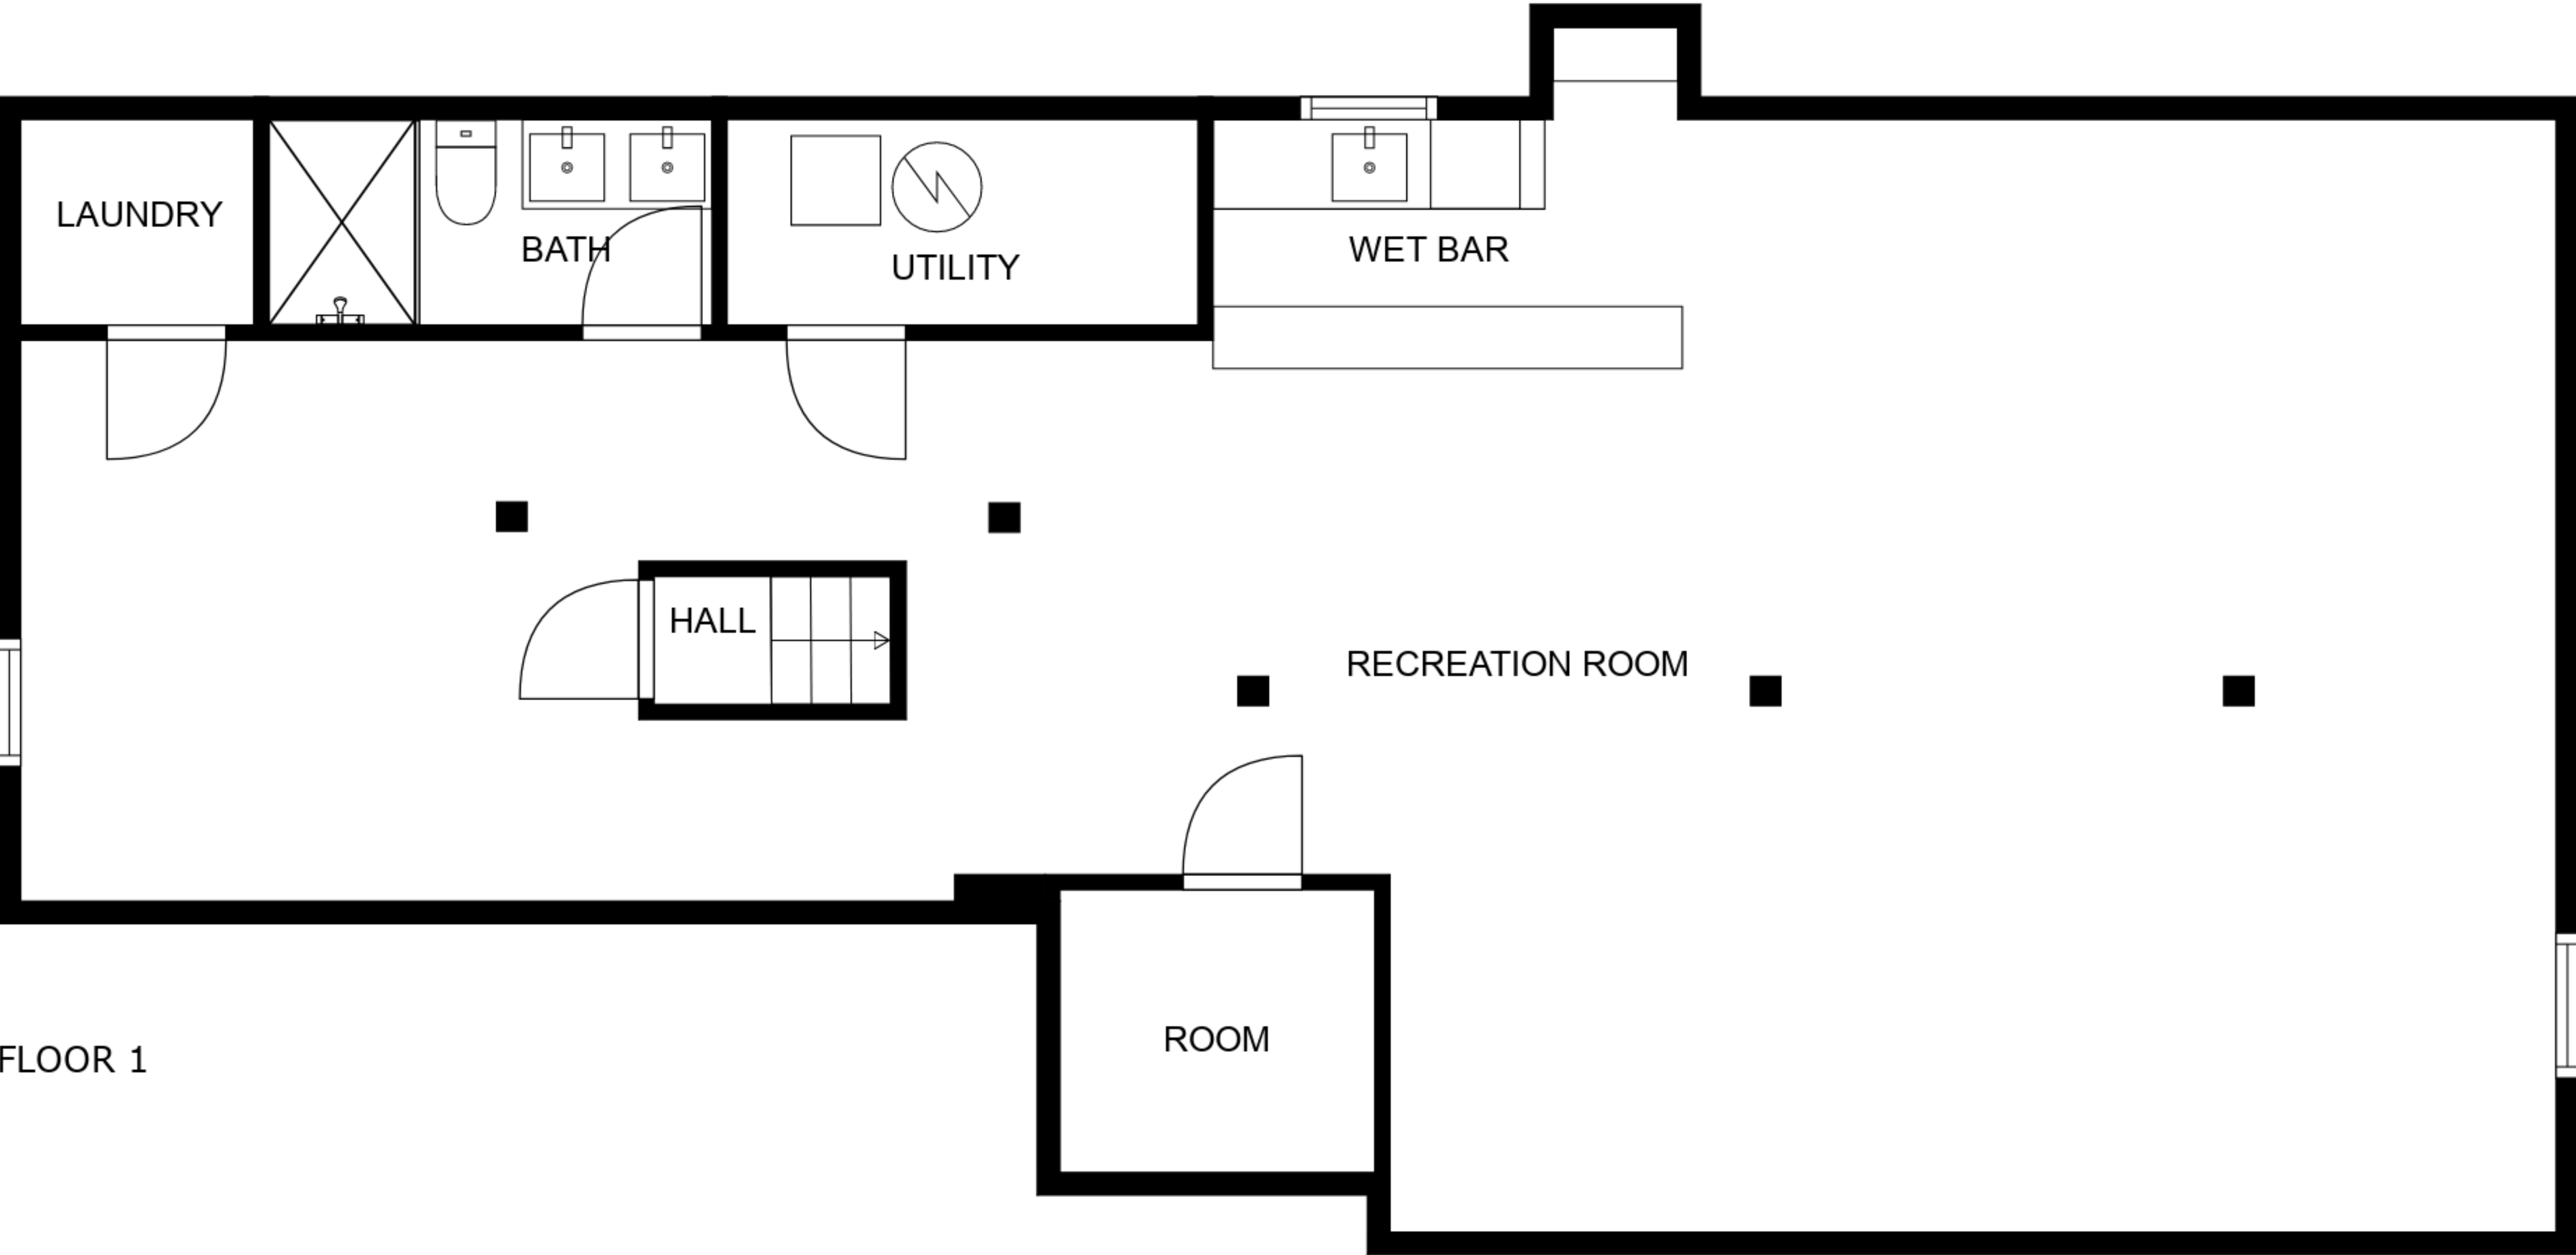 LAUNDRY
BATH
UTILITY
WET BAR
HALL
RECREATION ROOM
ROOM
FLOOR 1